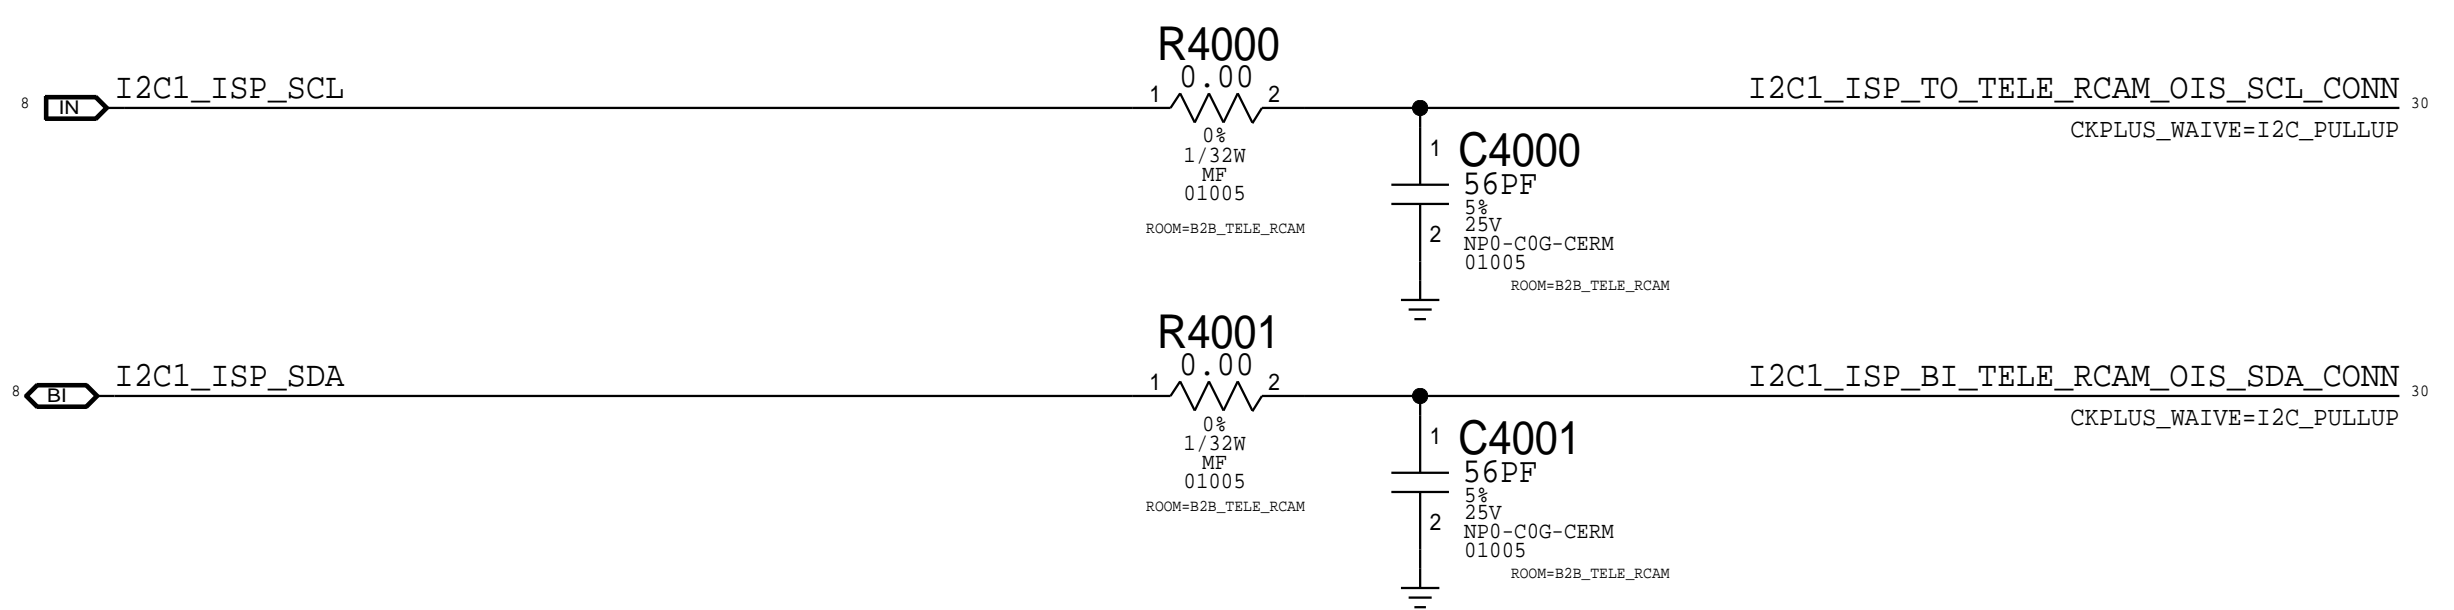 R4000
0.00
8 IN I2C1_ISP_SCL 1 2 I2C1_ISP_TO_TELE_RCAM_OIS_SCL_CONN 30
CKPLUS_WAIVE=I2C_PULLUP
0%
1/32W
MF
01005
ROOM=B2B_TELE_RCAM
1 C4000
56PF
5%
25V
2 NP0-C0G-CERM
01005
ROOM=B2B_TELE_RCAM
R4001
0.00
8 BI I2C1_ISP_SDA 1 2 I2C1_ISP_BI_TELE_RCAM_OIS_SDA_CONN 30
CKPLUS_WAIVE=I2C_PULLUP
0%
1/32W
MF
01005
ROOM=B2B_TELE_RCAM
1 C4001
56PF
5%
25V
2 NP0-C0G-CERM
01005
ROOM=B2B_TELE_RCAM